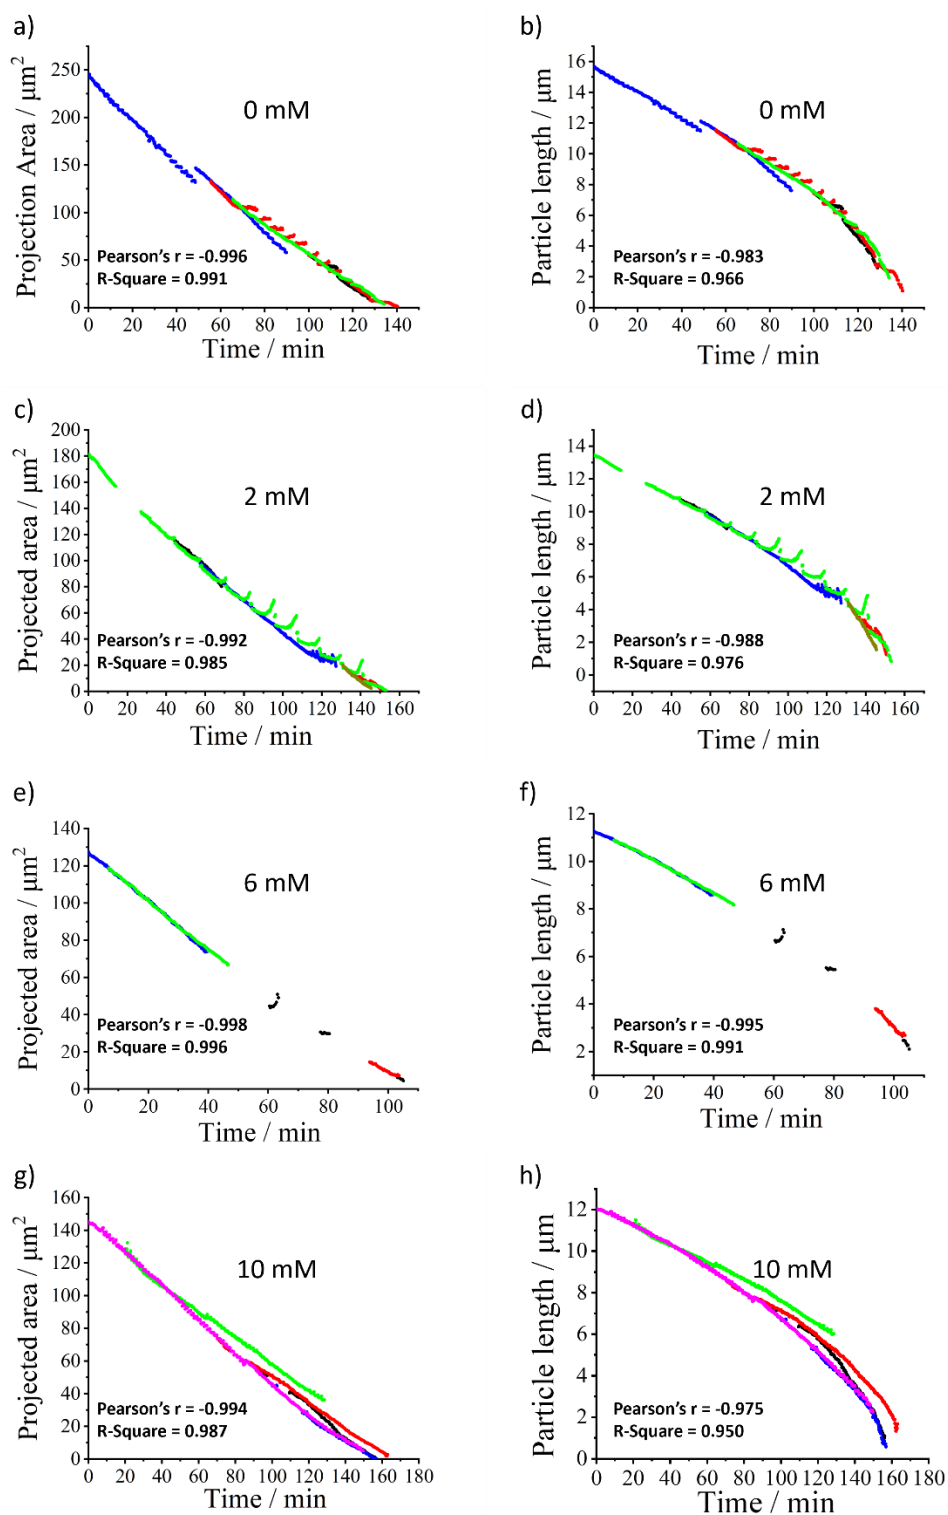 a)
Projection Area / μm²
250
200
150
100
50
0
0 mM
Pearson's r = -0.996
R-Square = 0.991
0 20 40 60 80 100 120 140
Time / min
b)
Particle length / μm
16
14
12
10
8
6
4
2
0
0 mM
Pearson's r = -0.983
R-Square = 0.966
0 20 40 60 80 100 120 140
Time / min
c)
Projected area / μm²
200
180
160
140
120
100
80
60
40
20
0
2 mM
Pearson's r = -0.992
R-Square = 0.985
0 20 40 60 80 100 120 140 160
Time / min
d)
Particle length / μm
14
12
10
8
6
4
2
0
2 mM
Pearson's r = -0.988
R-Square = 0.976
0 20 40 60 80 100 120 140 160
Time / min
e)
Projected area / μm²
140
120
100
80
60
40
20
0
6 mM
Pearson's r = -0.998
R-Square = 0.996
0 20 40 60 80 100
Time / min
f)
Particle length / μm
12
10
8
6
4
2
6 mM
Pearson's r = -0.995
R-Square = 0.991
0 20 40 60 80 100
Time / min
g)
Projected area / μm²
160
140
120
100
80
60
40
20
0
10 mM
Pearson's r = -0.994
R-Square = 0.987
0 20 40 60 80 100 120 140 160 180
Time / min
h)
Particle length / μm
12
10
8
6
4
2
0
10 mM
Pearson's r = -0.975
R-Square = 0.950
0 20 40 60 80 100 120 140 160 180
Time / min